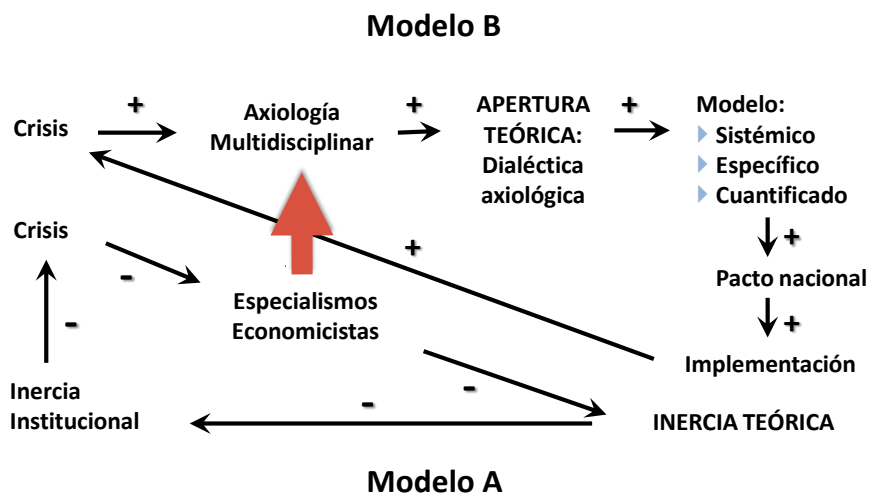 Modelo B
Crisis
+
Axiología
Multidisciplinar
+
APERTURA
TEÓRICA:
Dialéctica
axiológica
+
Modelo:
Sistémico
Específico
Cuantificado
+
Pacto nacional
+
Implementación
+
Crisis
-
Especialismos
Economicistas
-
INERCIA TEÓRICA
-
Inercia
Institucional
-
Modelo A